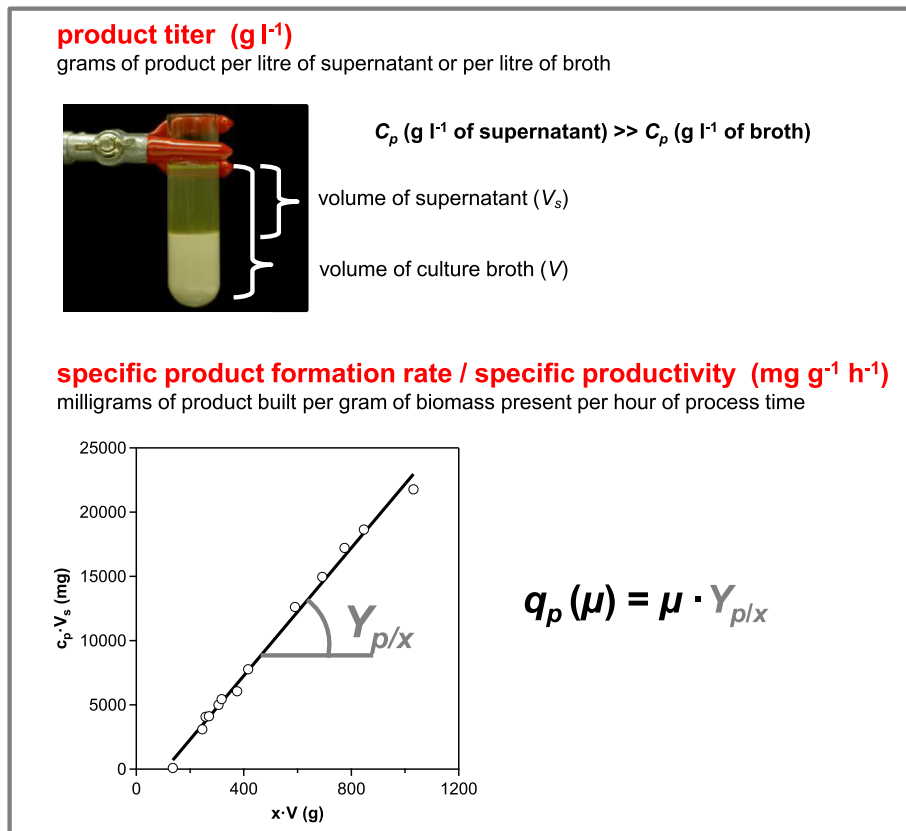 product titer (g l⁻¹)
grams of product per litre of supernatant or per litre of broth
Cₚ (g l⁻¹ of supernatant) >> Cₚ (g l⁻¹ of broth)
volume of supernatant (Vₛ)
volume of culture broth (V)
specific product formation rate / specific productivity (mg g⁻¹ h⁻¹)
milligrams of product built per gram of biomass present per hour of process time
25000
20000
15000
10000
5000
0
cₚ·Vₛ (mg)
Yₚ/ₓ
0
400
800
1200
x·V (g)
qₚ (μ) = μ · Yₚ/ₓ